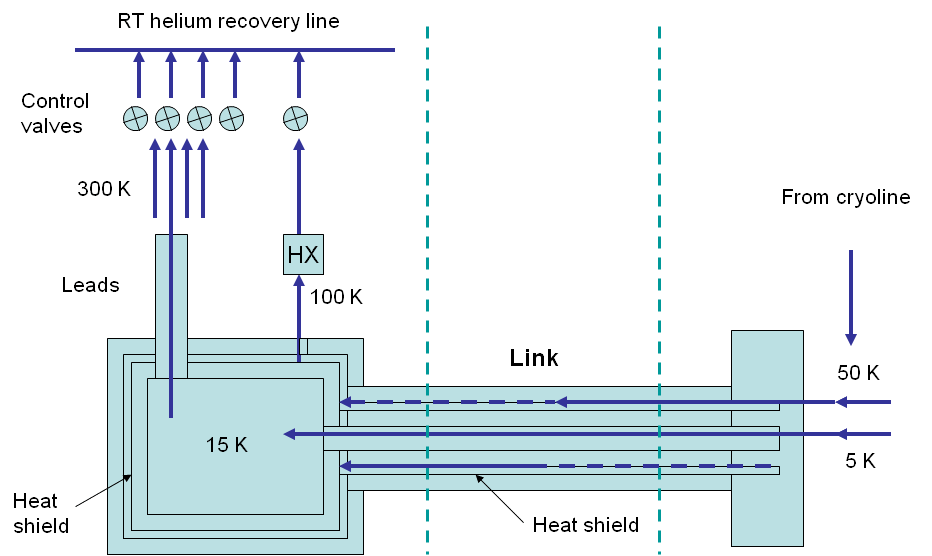 RT helium recovery line
Control
valves
300 K
From cryoline
HX
Leads
100 K
Link
50 K
15 K
5 K
Heat
shield
Heat shield